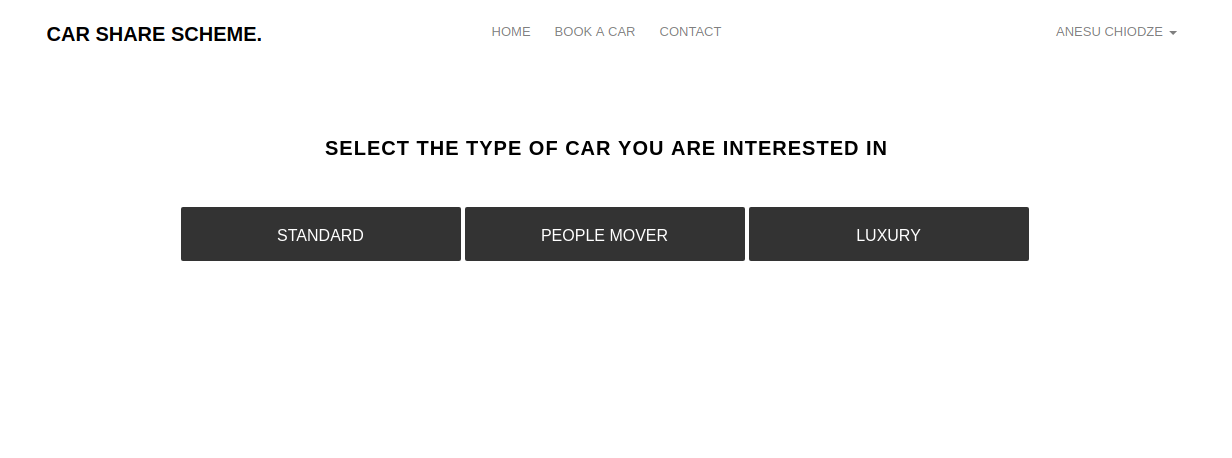 CAR SHARE SCHEME.
HOME BOOK A CAR CONTACT
ANESU CHIODZE
SELECT THE TYPE OF CAR YOU ARE INTERESTED IN
STANDARD
PEOPLE MOVER
LUXURY